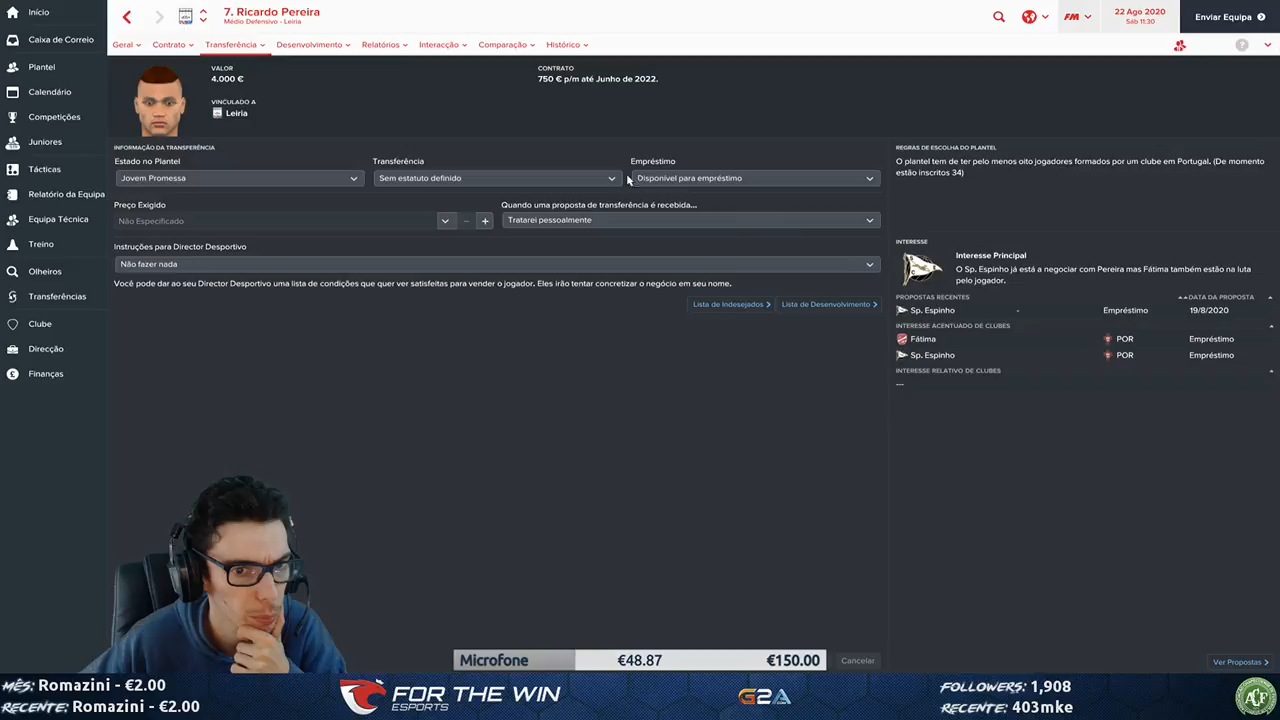 Início
Caixa de Correio
Plantel
Calendário
Competições
Juniores
Tácticas
Relatório da Equipa
Equipa Técnica
Treino
Olheiros
Transferências
Clube
Direcção
Finanças
7. Ricardo Pereira
Médio Defensivo - Leiria
FM
22 Ago 2020
Sáb 11:30
Enviar Equipa
Geral
Contrato
Transferência
Desenvolvimento
Relatórios
Interacção
Comparação
Histórico
VALOR
4.000 €
VINCULADO A
Leiria
CONTRATO
750 € p/m até Junho de 2022.
INFORMAÇÃO DA TRANSFERÊNCIA
Estado no Plantel
Transferência
Empréstimo
Jovem Promessa
Sem estatuto definido
Disponível para empréstimo
Preço Exigido
Quando uma proposta de transferência é recebida...
Não Especificado
Tratarei pessoalmente
Instruções para Director Desportivo
Não fazer nada
Você pode dar ao seu Director Desportivo uma lista de condições que quer ver satisfeitas para vender o jogador. Eles irão tentar concretizar o negócio em seu nome.
Lista de Indesejados
Lista de Desenvolvimento
REGRAS DE ESCOLHA DO PLANTEL
O plantel tem de ter pelo menos oito jogadores formados por um clube em Portugal. (De momento
estão inscritos 34)
INTERESSE
Interesse Principal
O Sp. Espinho já está a negociar com Pereira mas Fátima também estão na luta
pelo jogador.
PROPOSTAS RECENTES
DATA DA PROPOSTA
Sp. Espinho - Empréstimo 19/8/2020
INTERESSE ACENTUADO DE CLUBES
Fátima POR Empréstimo
Sp. Espinho POR Empréstimo
INTERESSE RELATIVO DE CLUBES
---
Cancelar
Ver Propostas
Microfone €48.87 €150.00
MÊS: Romazini - €2.00
RECENTE: Romazini - €2.00
FOR THE WIN
ESPORTS
G2A
FOLLOWERS: 1,908
RECENTE: 403mke
ACF